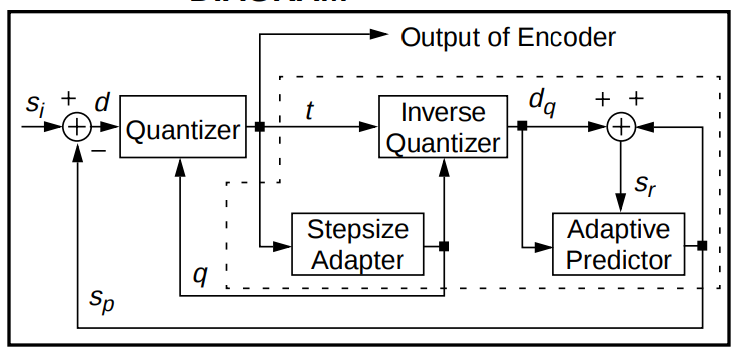 Output of Encoder
s_i
+
d
+
−
Quantizer
t
Inverse
Quantizer
d_q
+
+
+
s_r
Stepsize
Adapter
Adaptive
Predictor
q
s_p